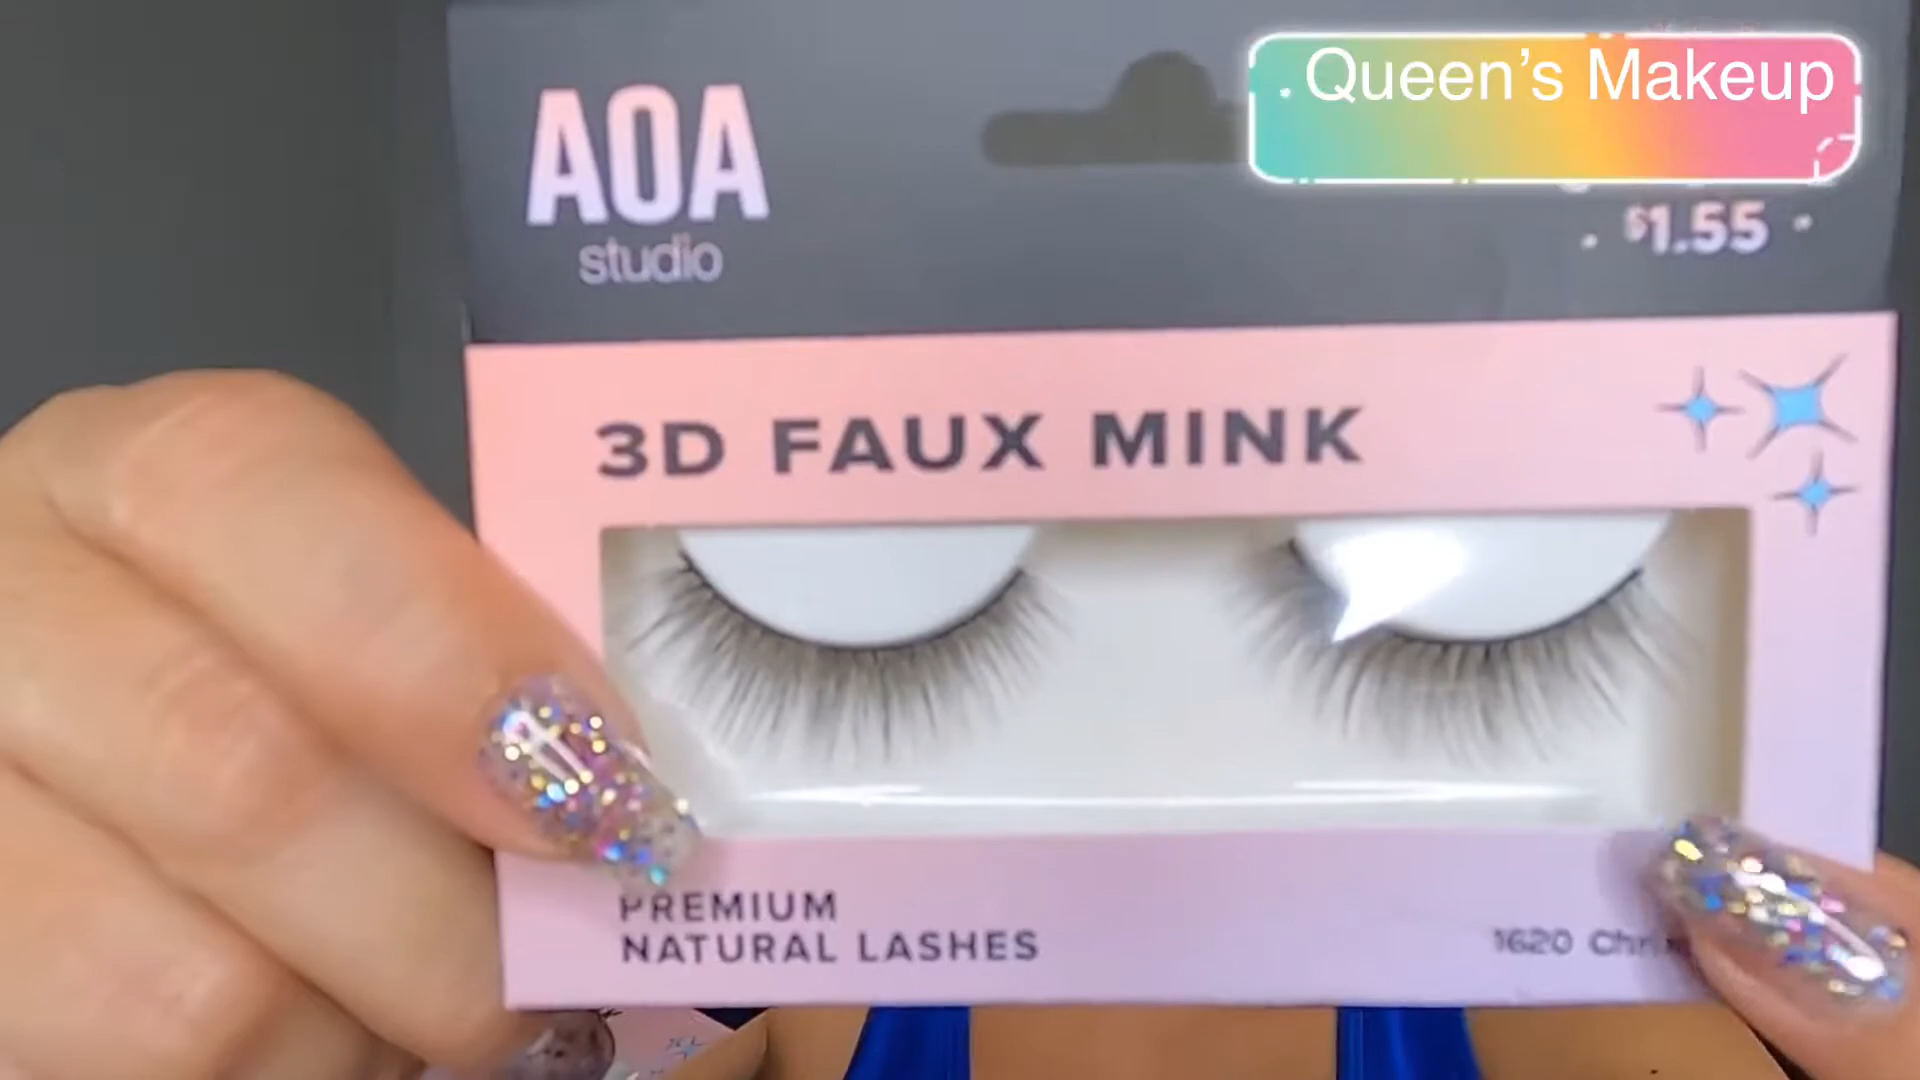 Queen's Makeup
AOA
studio
$1.55
3D FAUX MINK
PREMIUM
NATURAL LASHES
1620